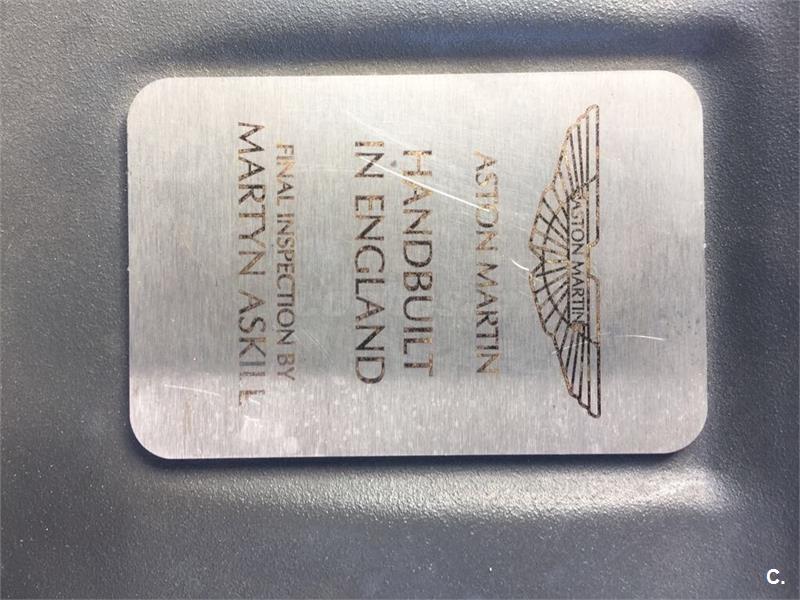 ASTON MARTIN
ASTON MARTIN
HANDBUILT
IN ENGLAND
FINAL INSPECTION BY
MARTYN ASKILL
C.